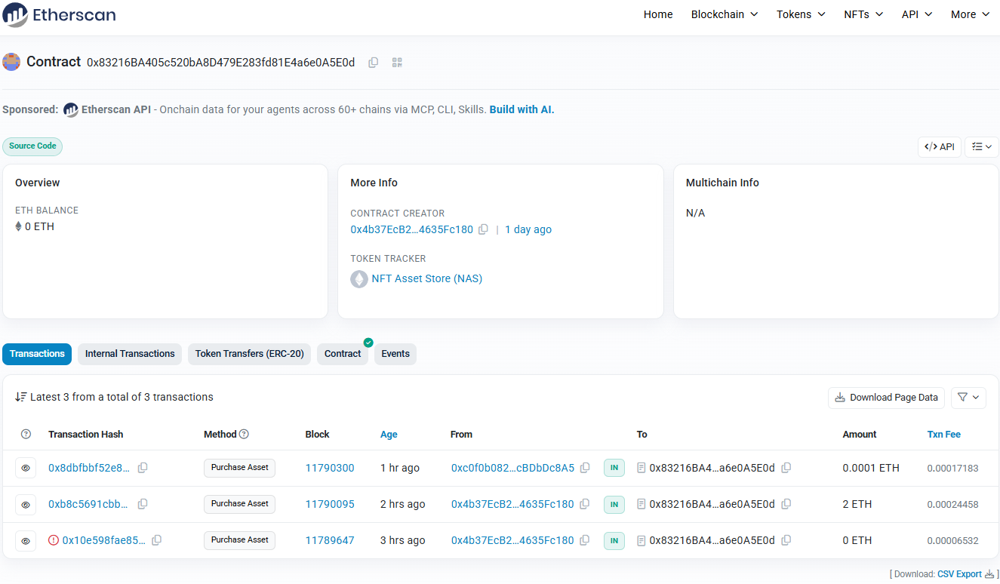 Etherscan
Home Blockchain Tokens NFTs API More
Contract 0x83216BA405c520bA8D479E283fd81E4a6e0A5E0d
Sponsored: Etherscan API - Onchain data for your agents across 60+ chains via MCP, CLI, Skills. Build with AI.
Source Code
</> API
Overview
ETH BALANCE
0 ETH
More Info
CONTRACT CREATOR
0x4b37EcB2...4635Fc180 | 1 day ago
TOKEN TRACKER
NFT Asset Store (NAS)
Multichain Info
N/A
Transactions Internal Transactions Token Transfers (ERC-20) Contract Events
Latest 3 from a total of 3 transactions
Download Page Data
Transaction Hash Method Block Age From To Amount Txn Fee
0x8dbfbbf52e8... Purchase Asset 11790300 1 hr ago 0xc0f0b082...cBDbDc8A5 IN 0x83216BA4...a6e0A5E0d 0.0001 ETH 0.00017183
0xb8c5691cbb... Purchase Asset 11790095 2 hrs ago 0x4b37EcB2...4635Fc180 IN 0x83216BA4...a6e0A5E0d 2 ETH 0.00024458
0x10e598fae85... Purchase Asset 11789647 3 hrs ago 0x4b37EcB2...4635Fc180 IN 0x83216BA4...a6e0A5E0d 0 ETH 0.00006532
[ Download: CSV Export ]